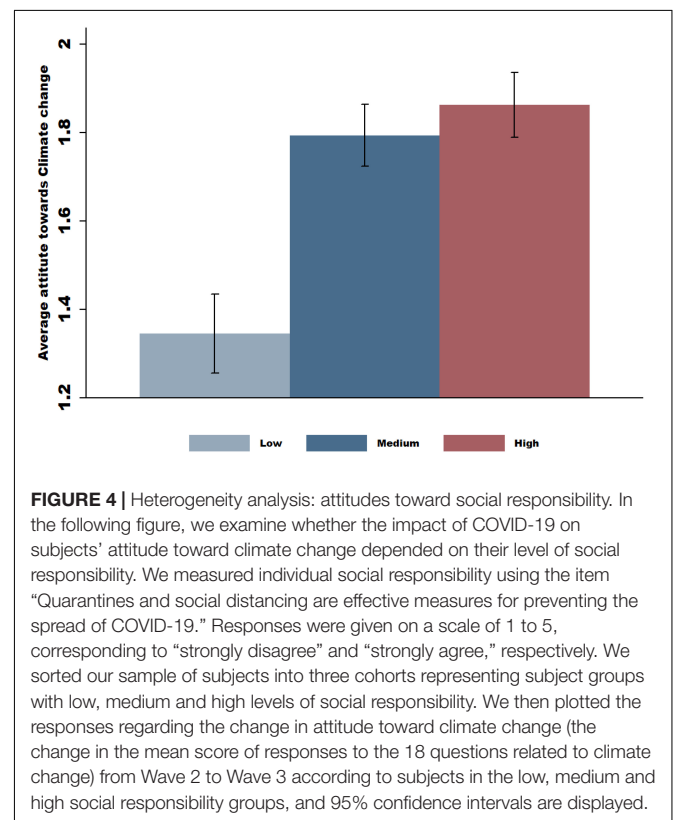 2
1.8
1.6
1.4
1.2
Average attitute towards Climate change
Low Medium High
FIGURE 4 | Heterogeneity analysis: attitudes toward social responsibility. In
the following figure, we examine whether the impact of COVID-19 on
subjects’ attitude toward climate change depended on their level of social
responsibility. We measured individual social responsibility using the item
“Quarantines and social distancing are effective measures for preventing the
spread of COVID-19.” Responses were given on a scale of 1 to 5,
corresponding to “strongly disagree” and “strongly agree,” respectively. We
sorted our sample of subjects into three cohorts representing subject groups
with low, medium and high levels of social responsibility. We then plotted the
responses regarding the change in attitude toward climate change (the
change in the mean score of responses to the 18 questions related to climate
change) from Wave 2 to Wave 3 according to subjects in the low, medium and
high social responsibility groups, and 95% confidence intervals are displayed.